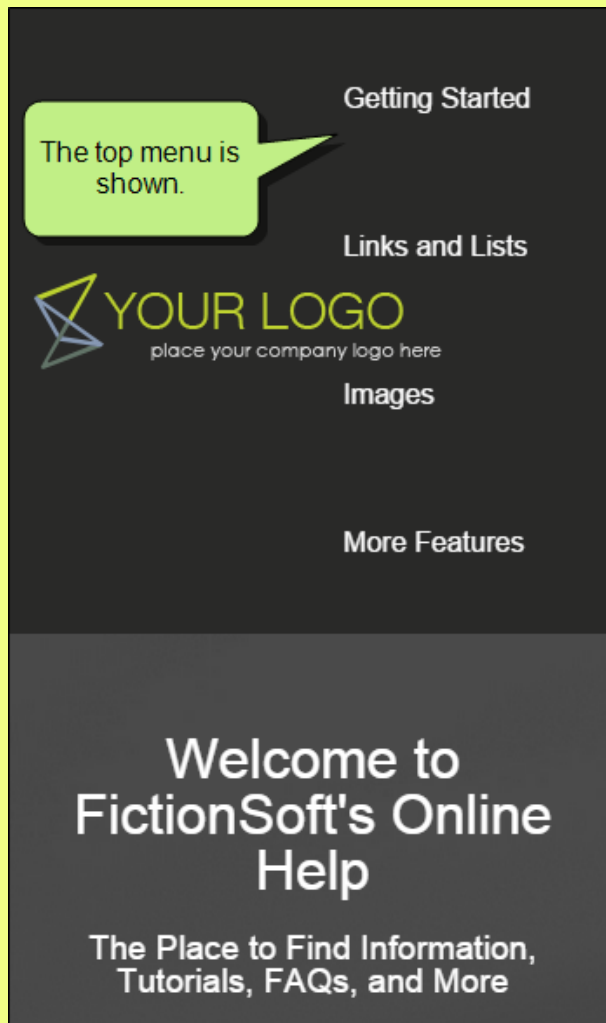 Getting Started
The top menu is
shown.
Links and Lists
YOUR LOGO
place your company logo here
Images
More Features
Welcome to
FictionSoft's Online
Help
The Place to Find Information,
Tutorials, FAQs, and More